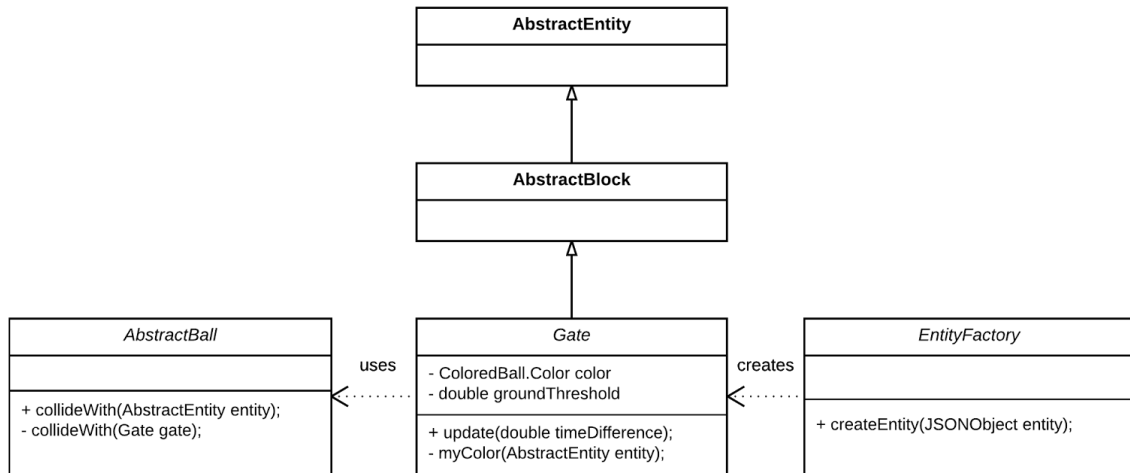 AbstractEntity
AbstractBlock
AbstractBall
+ collideWith(AbstractEntity entity);
- collideWith(Gate gate);
uses
Gate
- ColoredBall.Color color
- double groundThreshold
+ update(double timeDifference);
- myColor(AbstractEntity entity);
creates
EntityFactory
+ createEntity(JSONObject entity);